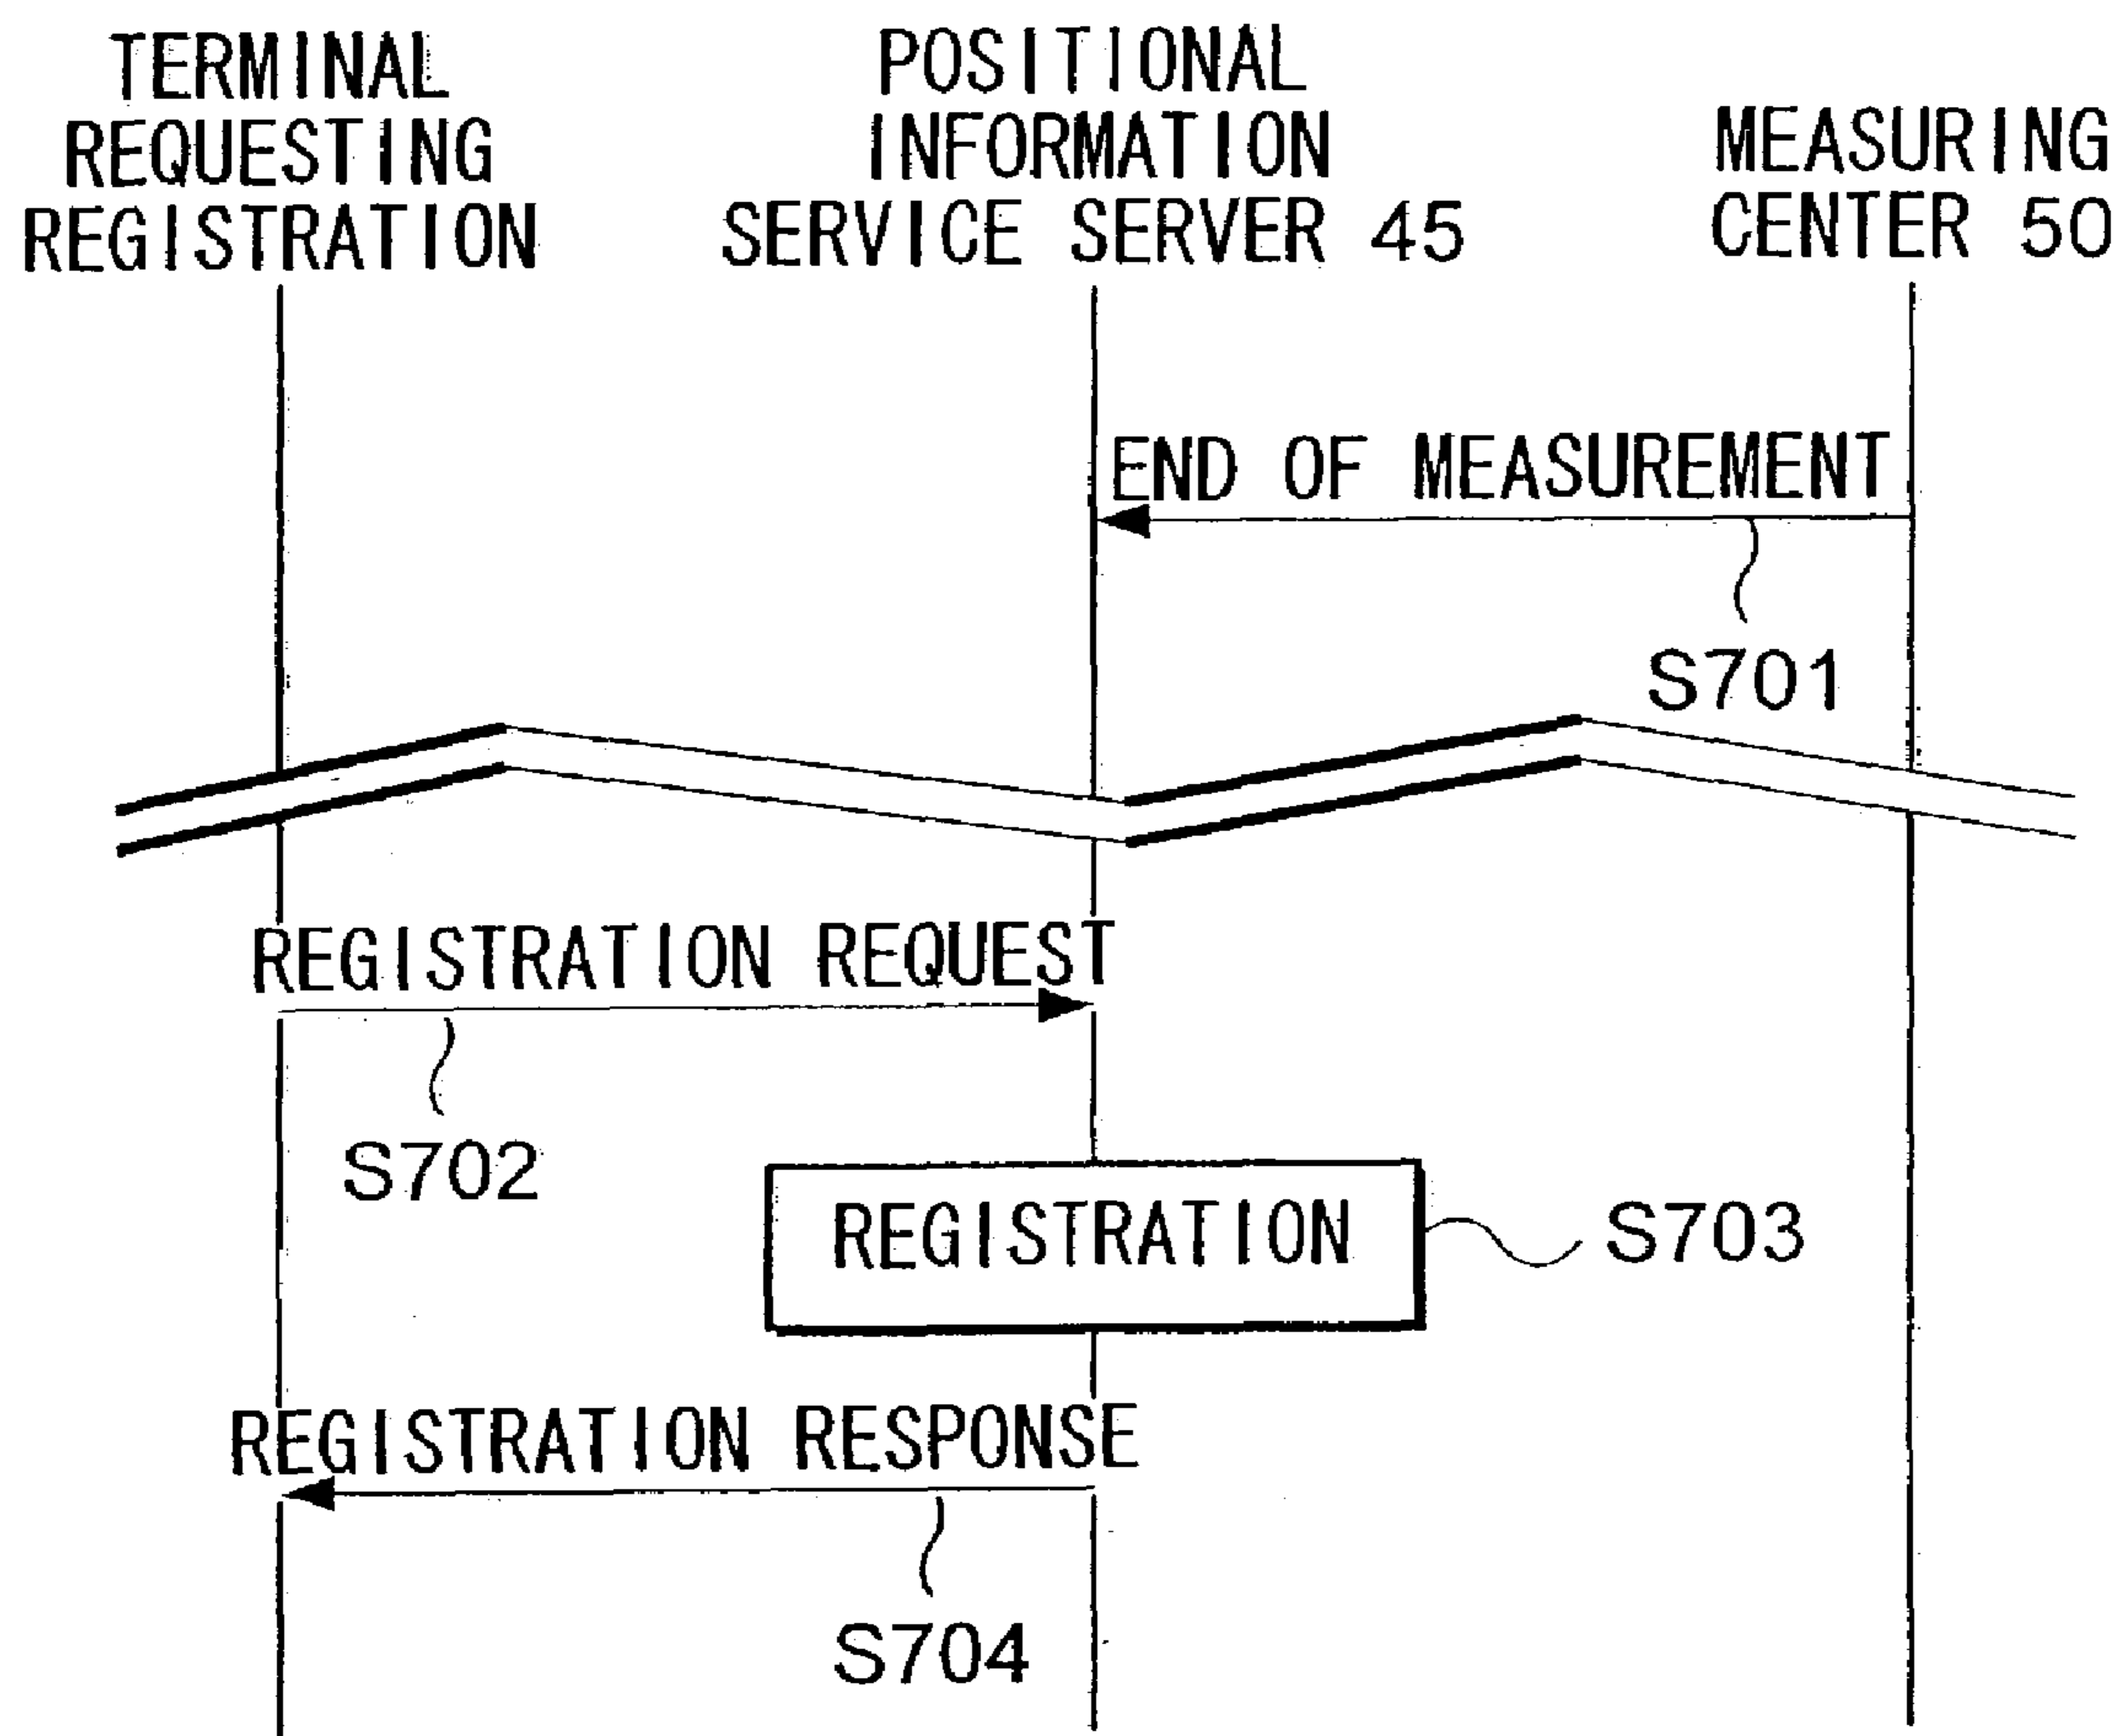 TERMINAL
REQUESTING
REGISTRATION
POSITIONAL
INFORMATION
SERVICE SERVER 45
MEASURING
CENTER 50
END OF MEASUREMENT
S701
REGISTRATION REQUEST
S702
REGISTRATION
S703
REGISTRATION RESPONSE
S704